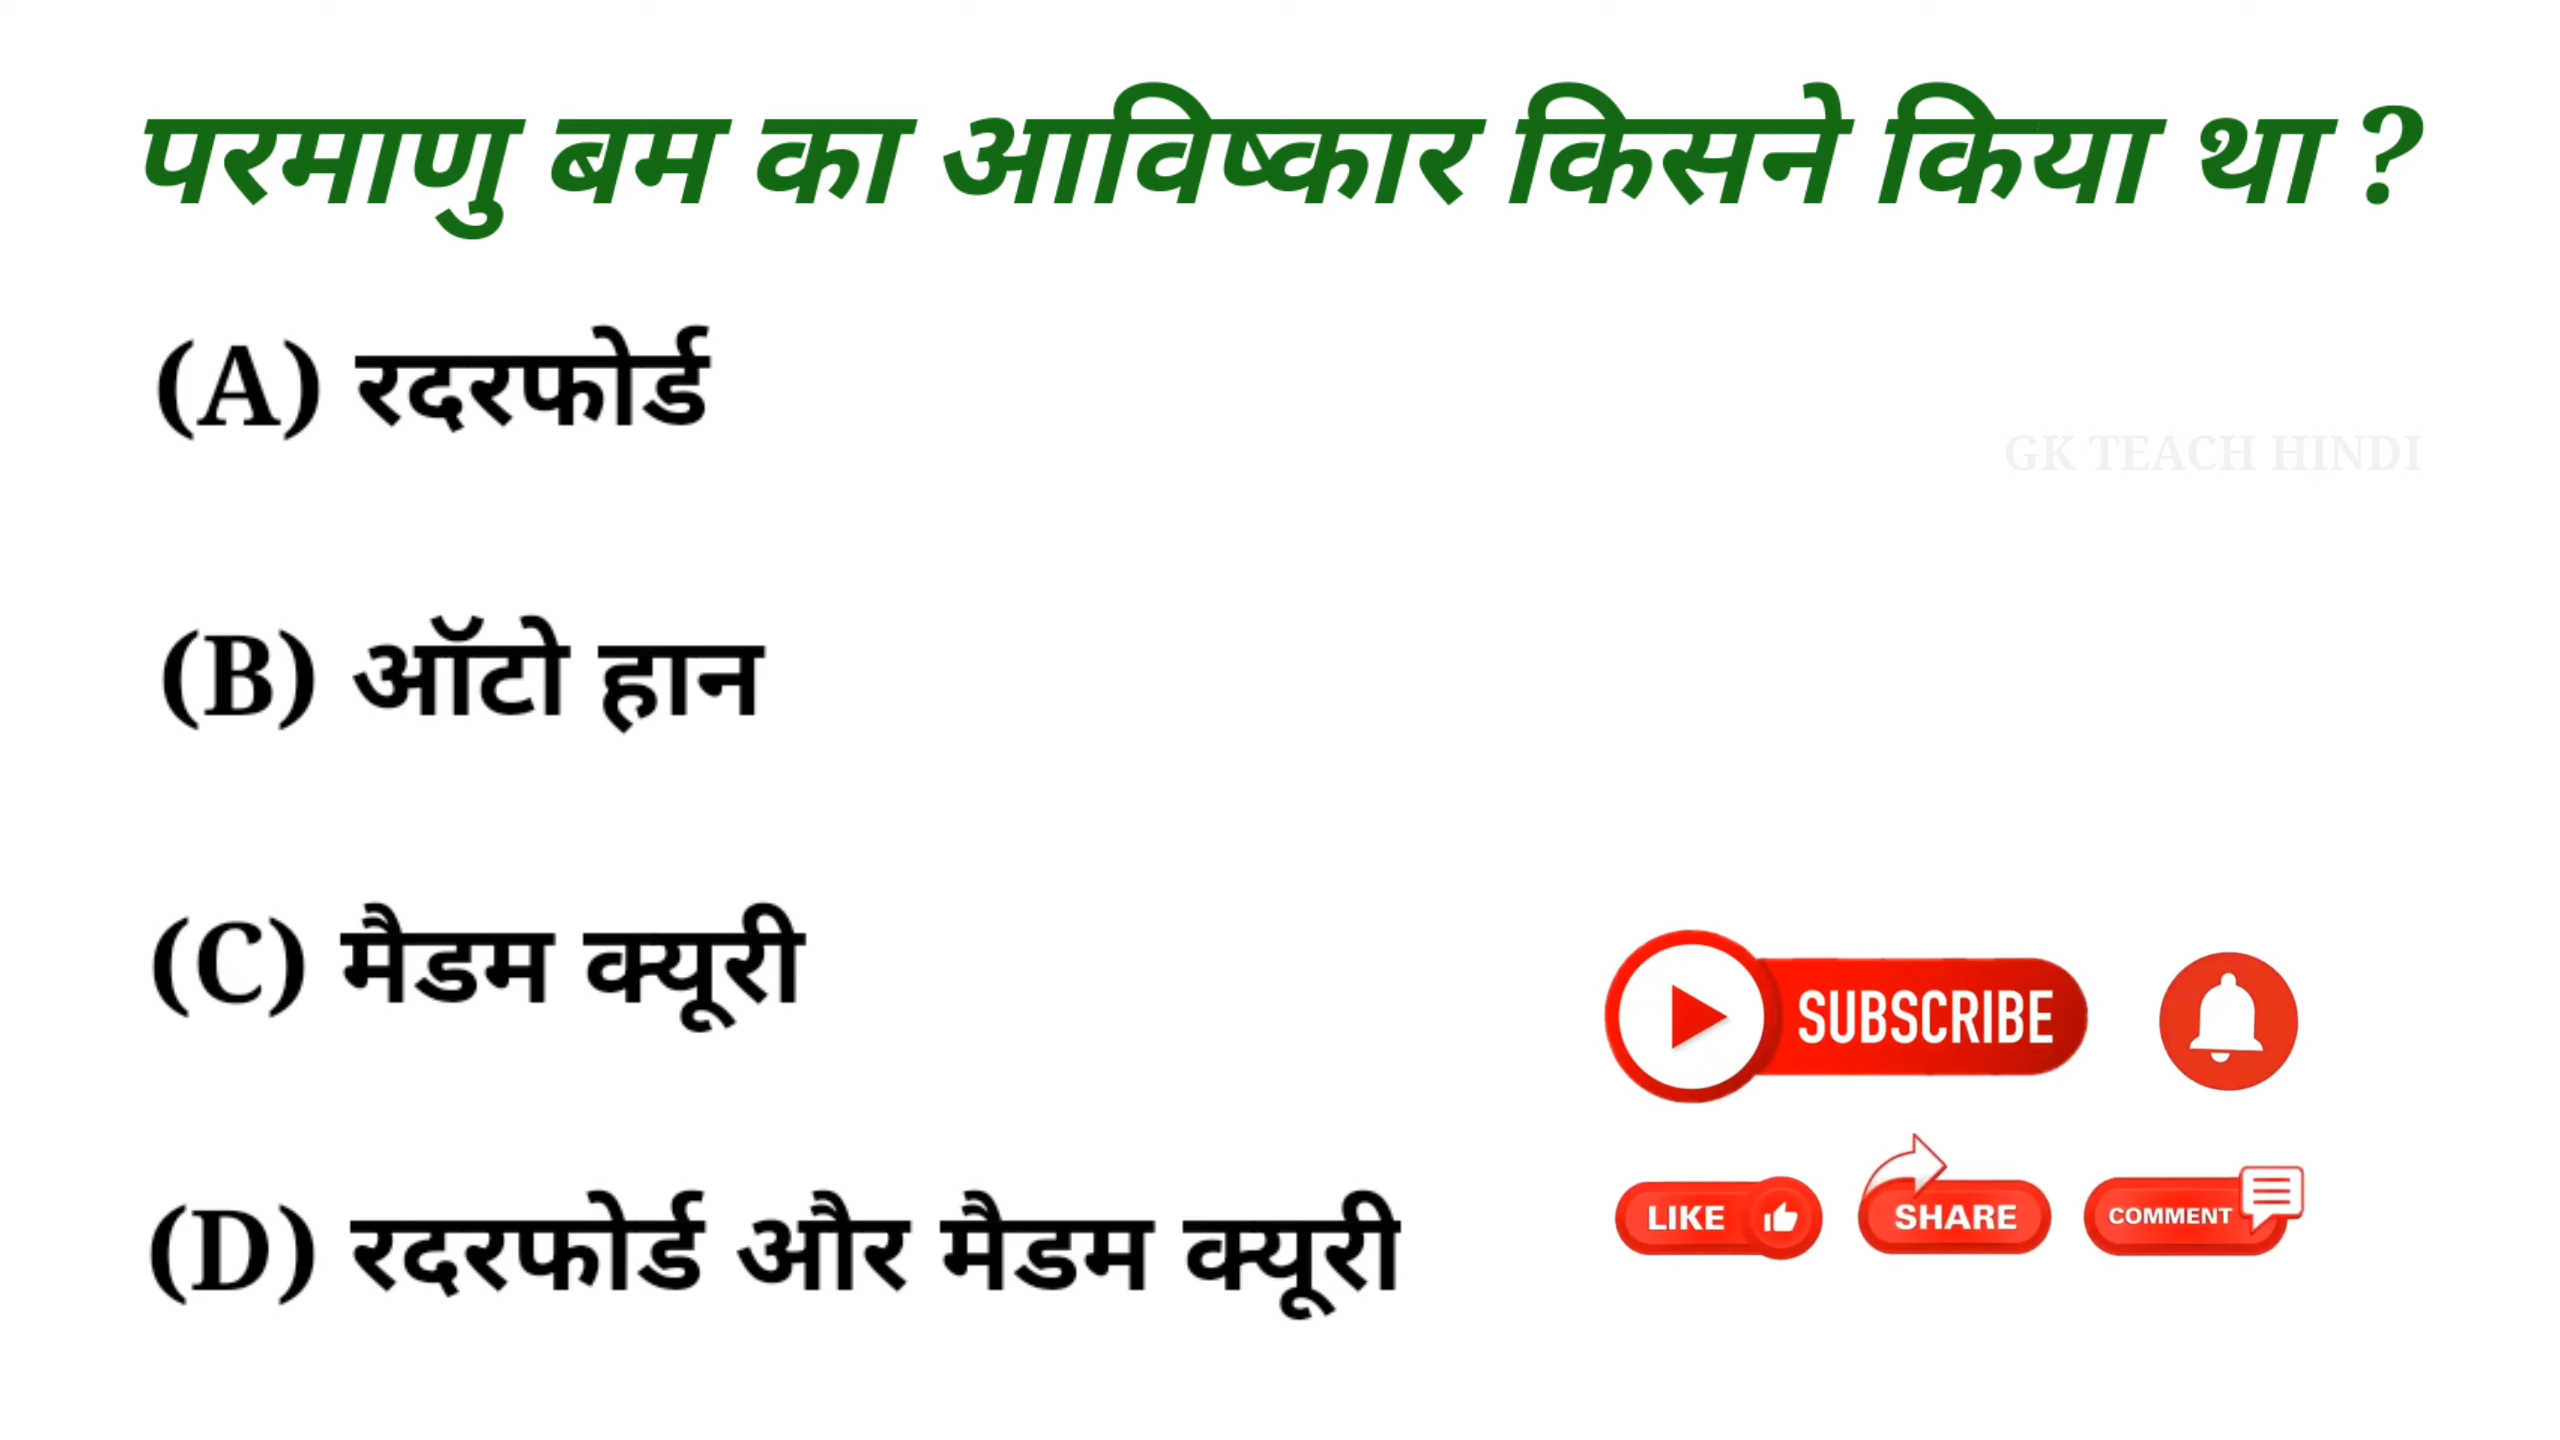 परमाणु बम का आविष्कार किसने किया था ?
(A) रदरफोर्ड
GK TEACH HINDI
(B) ऑटो हान
(C) मैडम क्यूरी
SUBSCRIBE
(D) रदरफोर्ड और मैडम क्यूरी
LIKE SHARE COMMENT